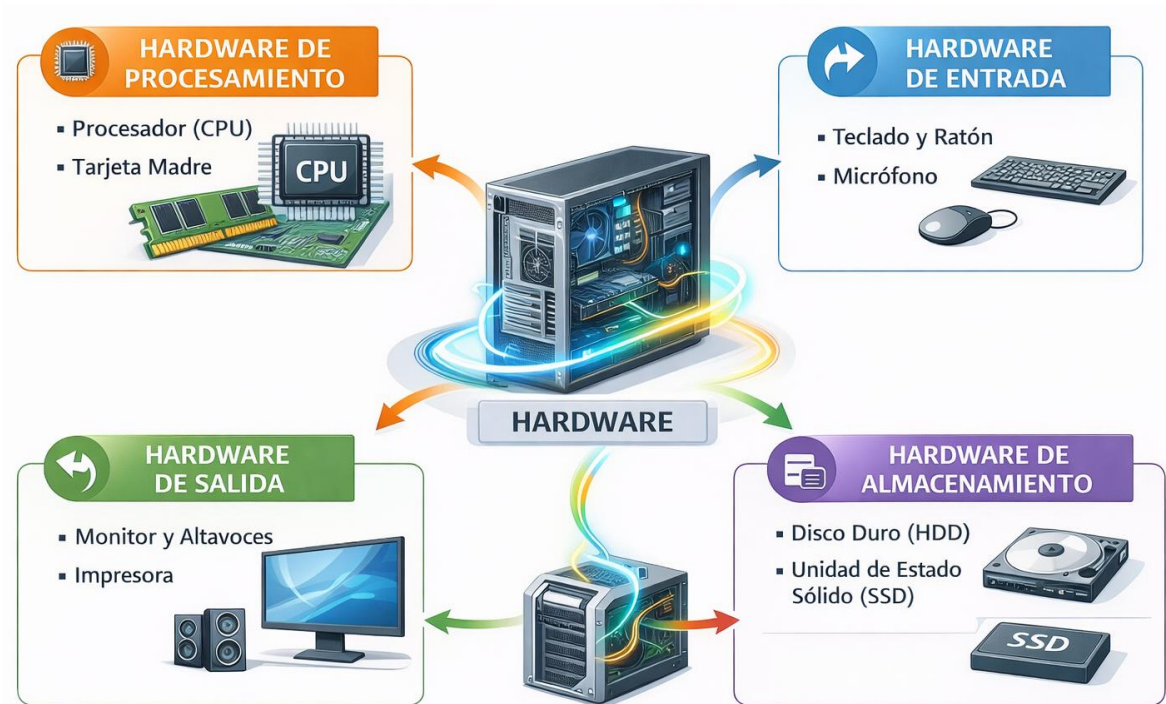 HARDWARE DE
PROCESAMIENTO
▪ Procesador (CPU)
▪ Tarjeta Madre
CPU
HARDWARE
DE ENTRADA
▪ Teclado y Ratón
▪ Micrófono
HARDWARE
HARDWARE
DE SALIDA
▪ Monitor y Altavoces
▪ Impresora
HARDWARE DE
ALMACENAMIENTO
▪ Disco Duro (HDD)
▪ Unidad de Estado
Sólido (SSD)
SSD